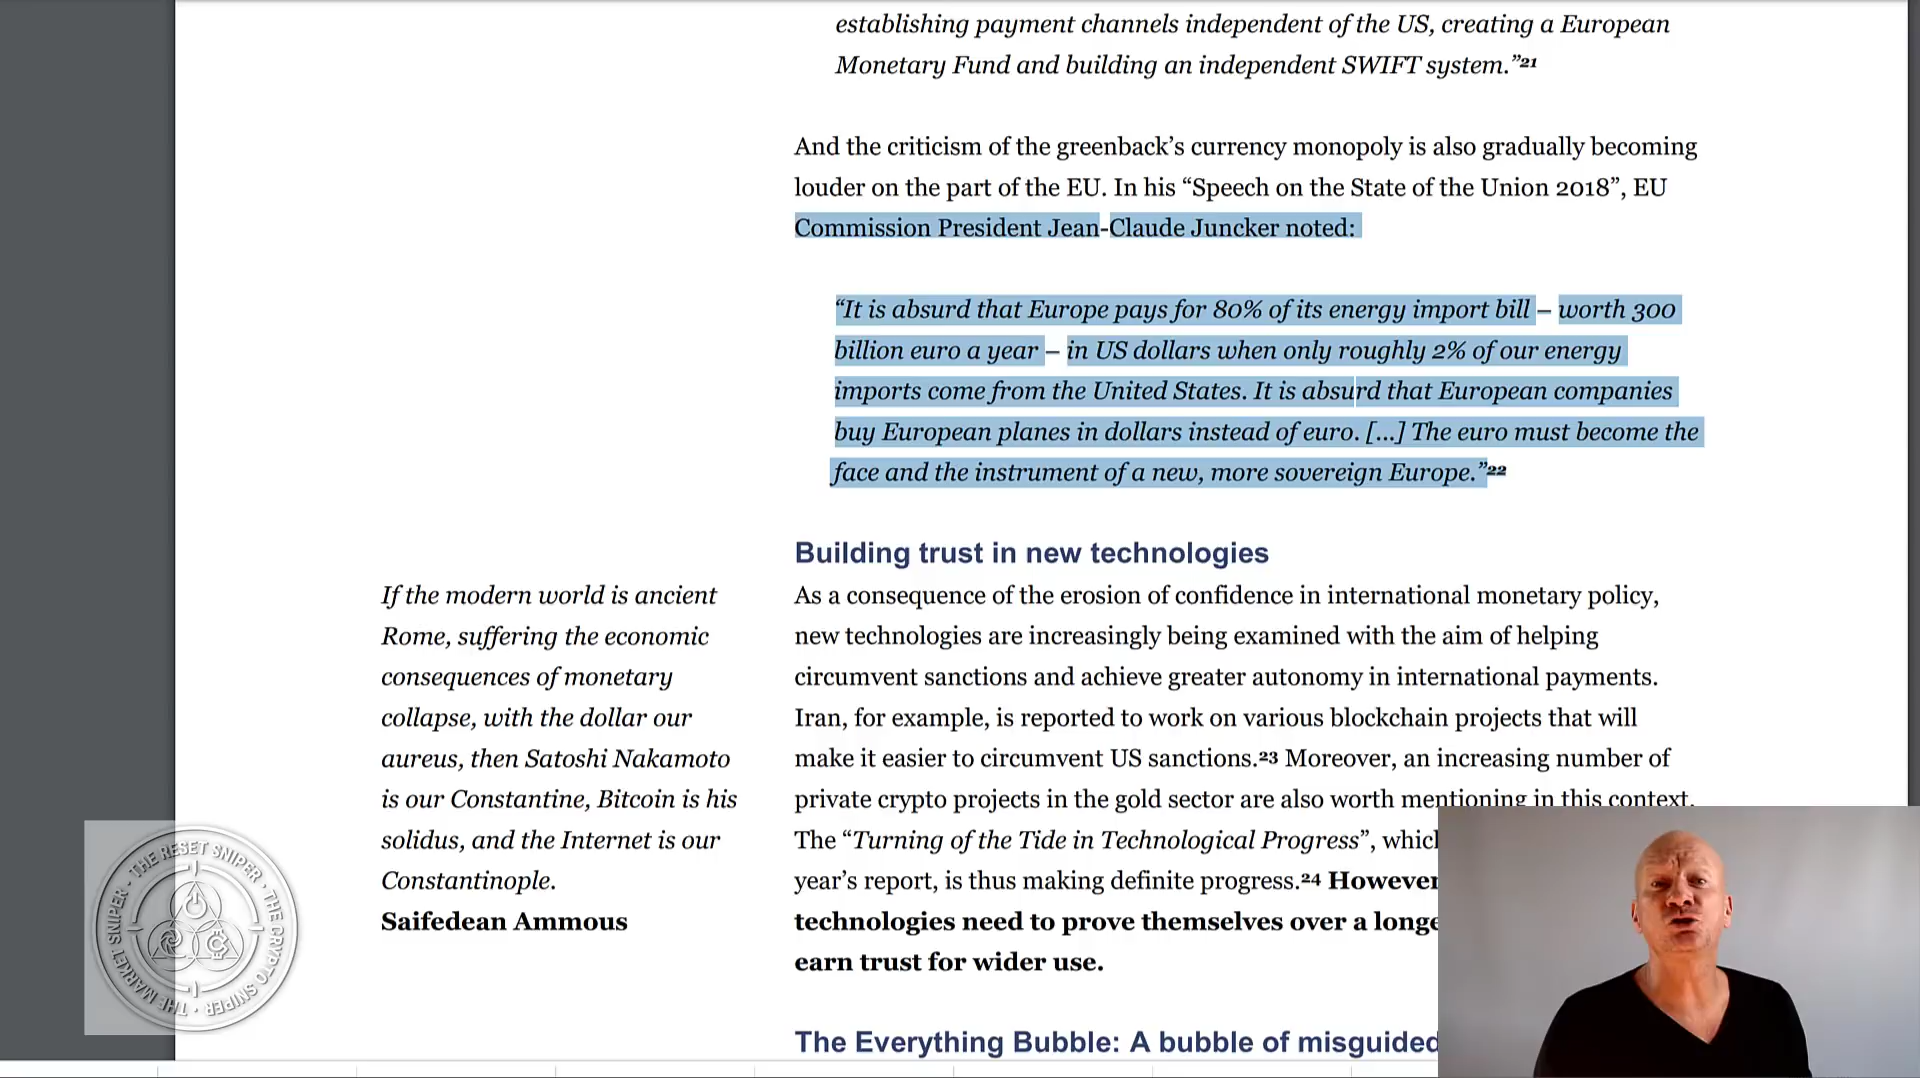 establishing payment channels independent of the US, creating a European
Monetary Fund and building an independent SWIFT system.”21
And the criticism of the greenback’s currency monopoly is also gradually becoming
louder on the part of the EU. In his “Speech on the State of the Union 2018”, EU
Commission President Jean-Claude Juncker noted:
“It is absurd that Europe pays for 80% of its energy import bill – worth 300
billion euro a year – in US dollars when only roughly 2% of our energy
imports come from the United States. It is absurd that European companies
buy European planes in dollars instead of euro. […] The euro must become the
face and the instrument of a new, more sovereign Europe.”22
Building trust in new technologies
As a consequence of the erosion of confidence in international monetary policy,
new technologies are increasingly being examined with the aim of helping
circumvent sanctions and achieve greater autonomy in international payments.
Iran, for example, is reported to work on various blockchain projects that will
make it easier to circumvent US sanctions.23 Moreover, an increasing number of
private crypto projects in the gold sector are also worth mentioning in this context.
The “Turning of the Tide in Technological Progress”, which
year’s report, is thus making definite progress.24 However
technologies need to prove themselves over a longe
earn trust for wider use.
The Everything Bubble: A bubble of misguided
If the modern world is ancient
Rome, suffering the economic
consequences of monetary
collapse, with the dollar our
aureus, then Satoshi Nakamoto
is our Constantine, Bitcoin is his
solidus, and the Internet is our
Constantinople.
Saifedean Ammous
THE RESET SNIPER · THE CRYPTO SNIPER · THE MARKET SNIPER ·